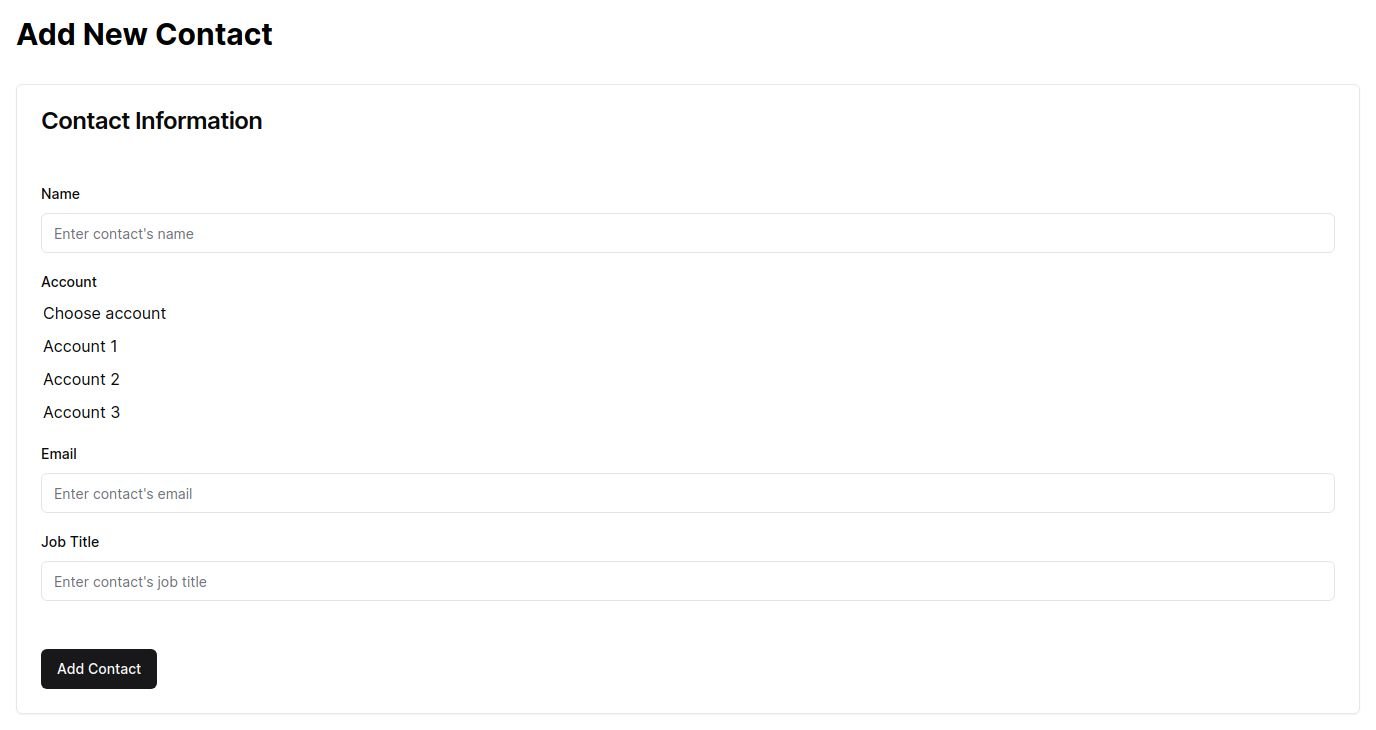 Add New Contact
Contact Information
Name
Enter contact's name
Account
Choose account
Account 1
Account 2
Account 3
Email
Enter contact's email
Job Title
Enter contact's job title
Add Contact